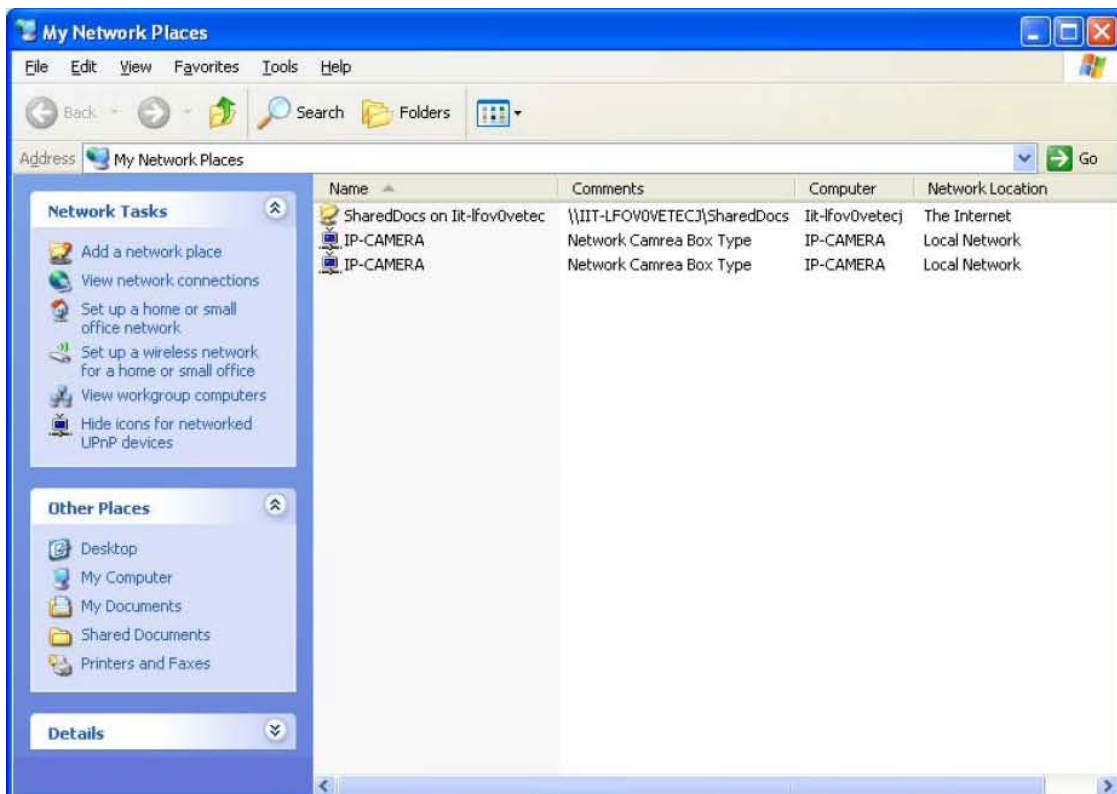 My Network Places
File Edit View Favorites Tools Help
Back Search Folders
Address My Network Places Go
Name Comments Computer Network Location
SharedDocs on Iit-lfov0vetec \\IIT-LFOV0VETECJ\SharedDocs Iit-lfov0vetecj The Internet
IP-CAMERA Network Camrea Box Type IP-CAMERA Local Network
IP-CAMERA Network Camrea Box Type IP-CAMERA Local Network
Network Tasks
Add a network place
View network connections
Set up a home or small
office network
Set up a wireless network
for a home or small office
View workgroup computers
Hide icons for networked
UPnP devices
Other Places
Desktop
My Computer
My Documents
Shared Documents
Printers and Faxes
Details